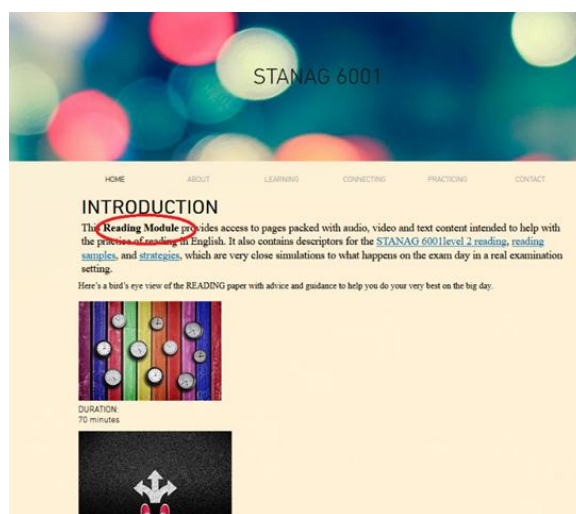 STANAG 6001
HOME ABOUT LEARNING CONNECTING PRACTICING CONTACT
INTRODUCTION
This Reading Module provides access to pages packed with audio, video and text content intended to help with
the practice of reading in English. It also contains descriptors for the STANAG 6001level 2 reading, reading
samples, and strategies, which are very close simulations to what happens on the exam day in a real examination
setting.
Here's a bird's eye view of the READING paper with advice and guidance to help you do your very best on the big day.
DURATION:
70 minutes